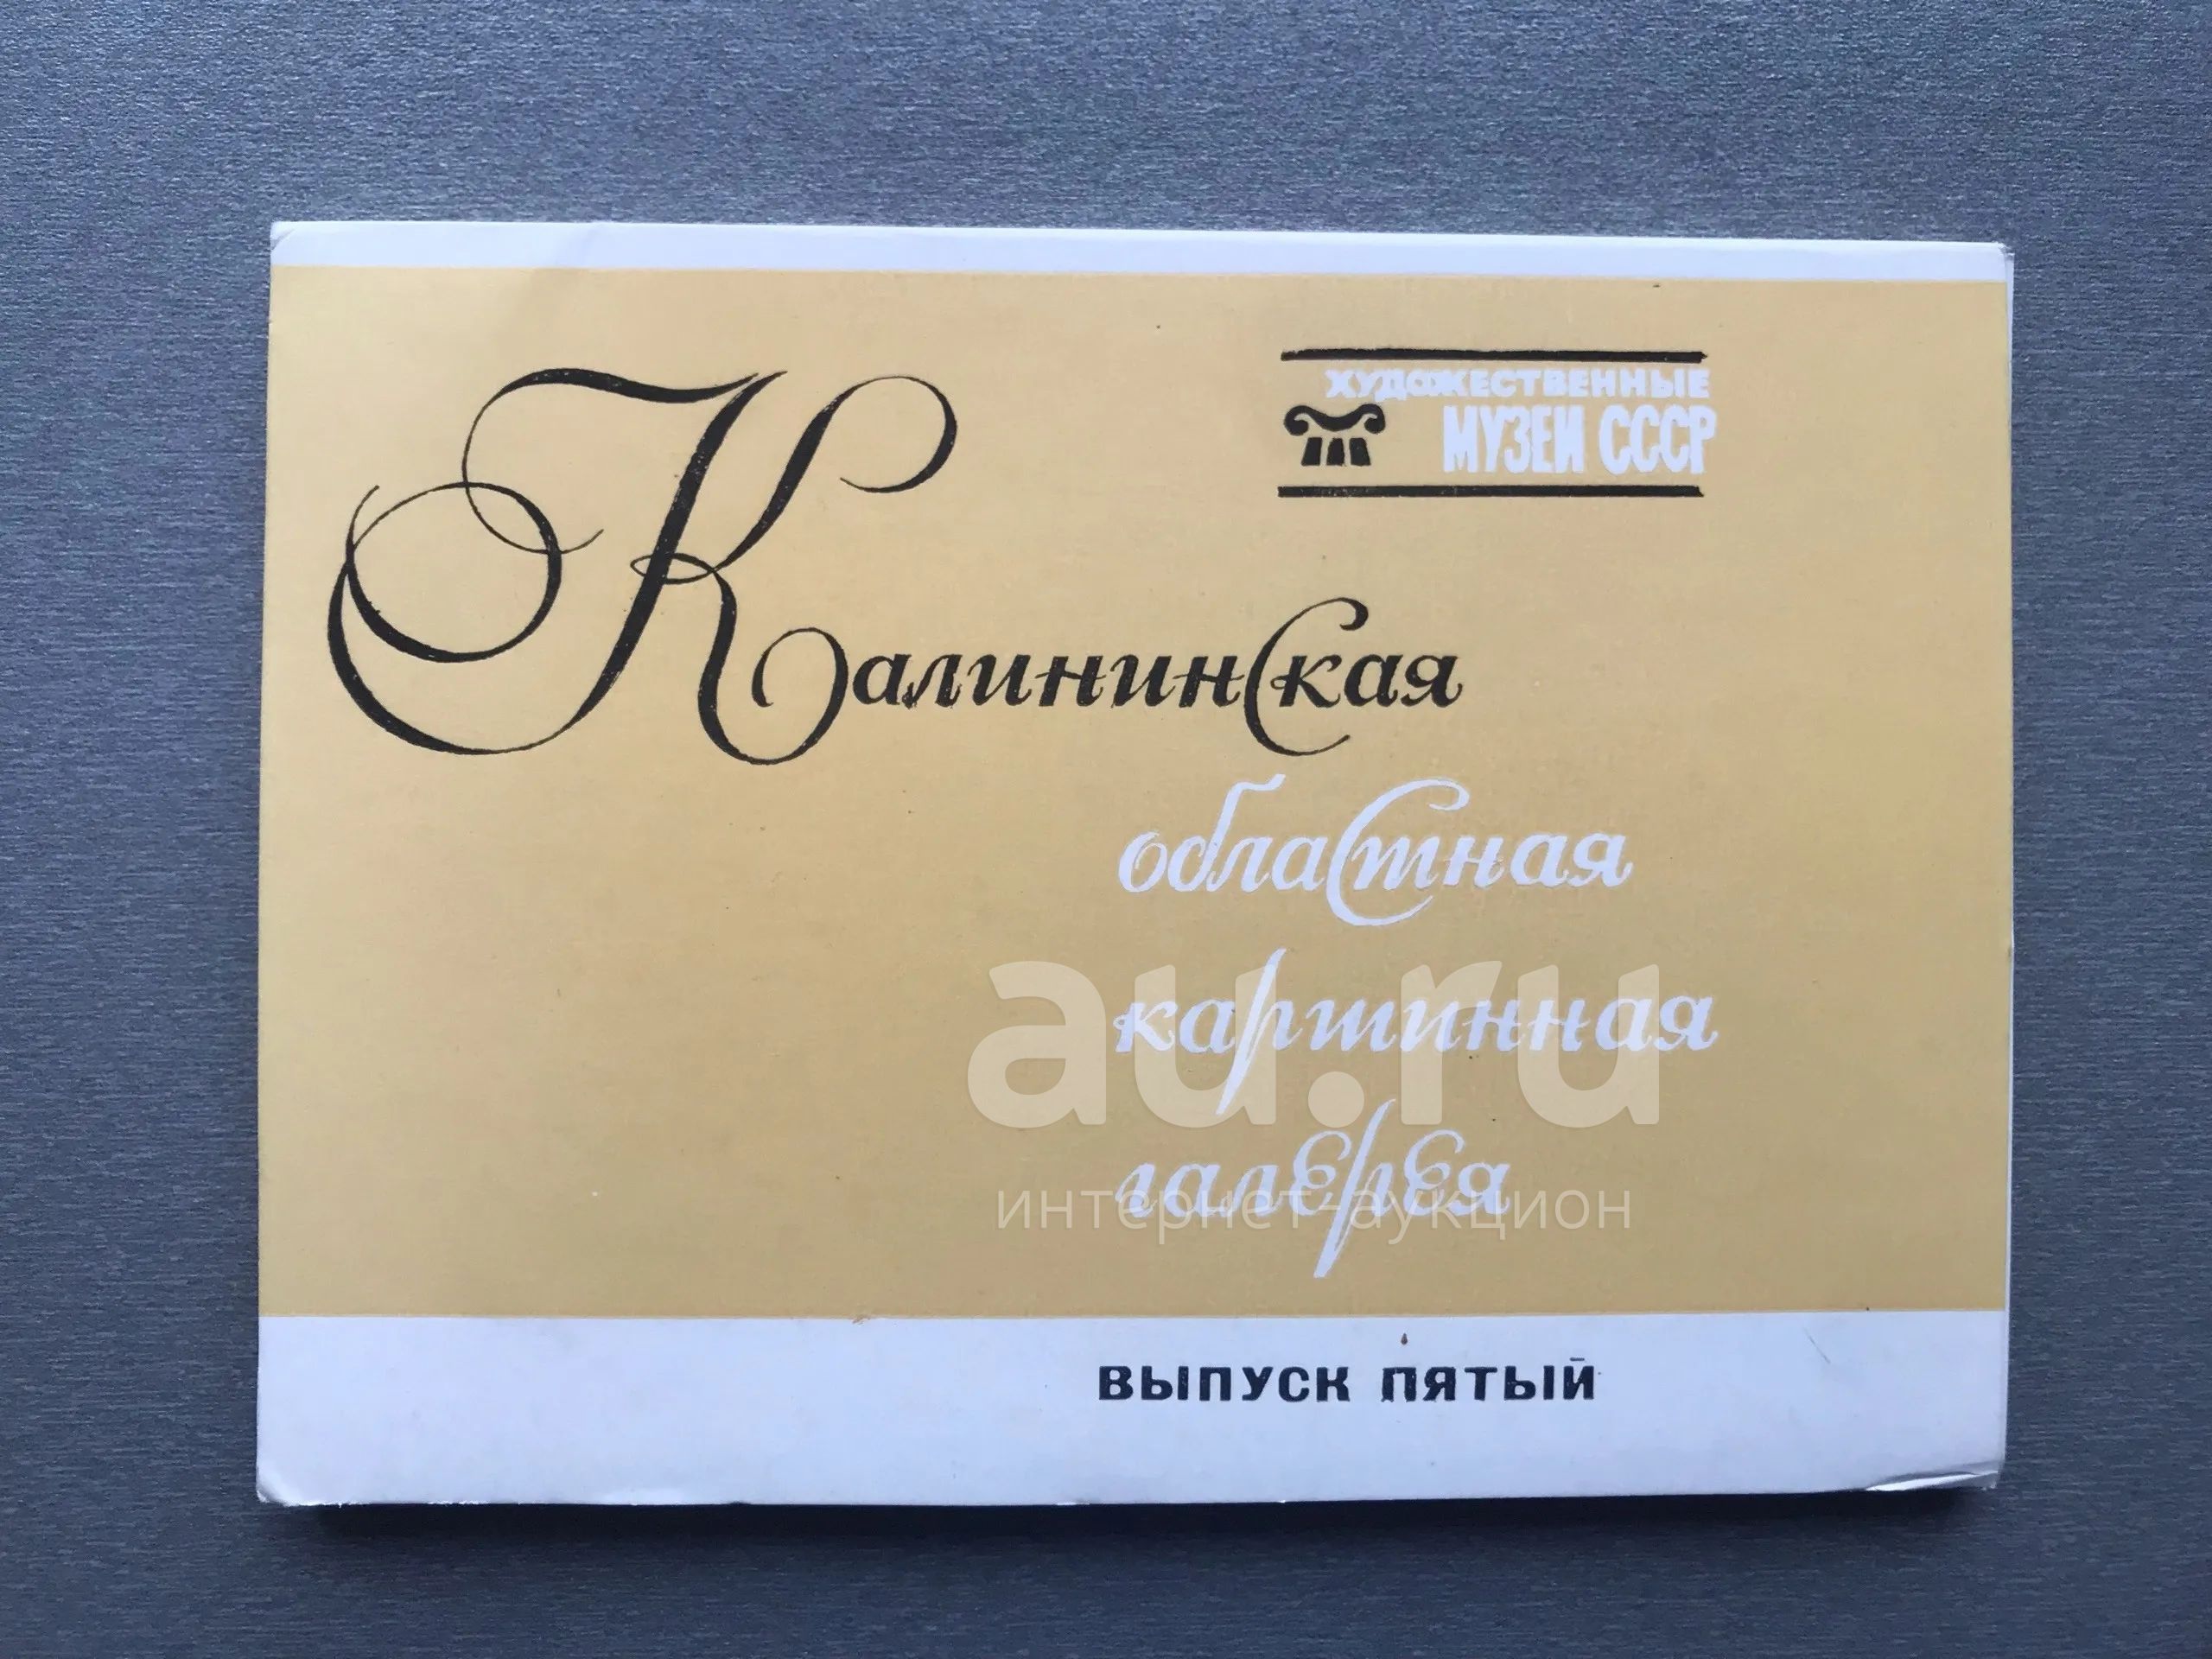 ХУДОЖЕСТВЕННЫЕ
МУЗЕИ СССР
Калининская
областная
картинная
галерея
ВЫПУСК ПЯТЫЙ
au.ru
интернет-аукцион